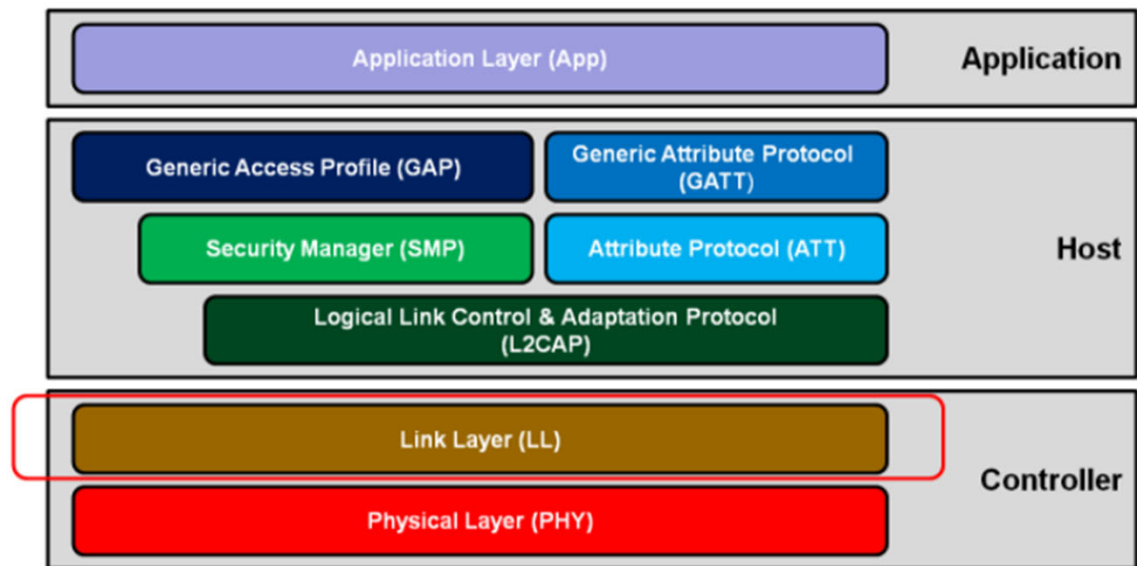 Application Layer (App)
Application
Generic Access Profile (GAP)
Generic Attribute Protocol
(GATT)
Security Manager (SMP)
Attribute Protocol (ATT)
Host
Logical Link Control & Adaptation Protocol
(L2CAP)
Link Layer (LL)
Controller
Physical Layer (PHY)